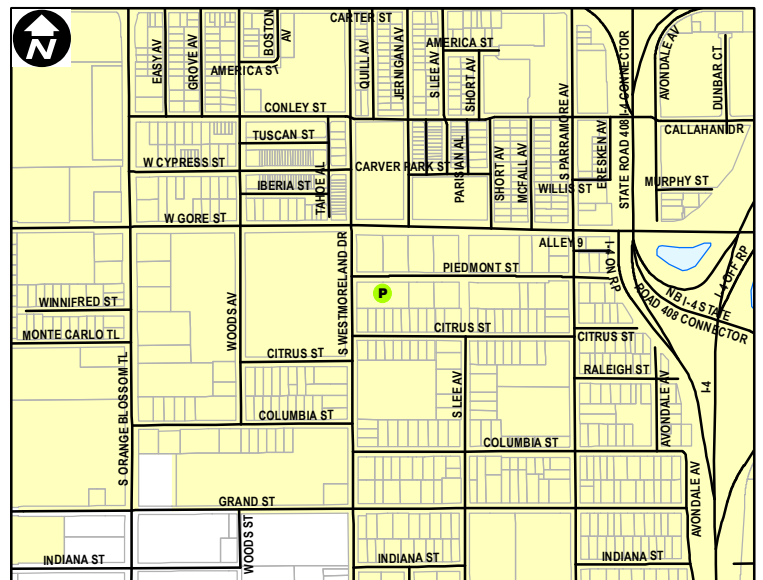 N
CARTER ST
EASY AV
GROVE AV
BOSTON
AV
AMERICA ST
QUILL AV
JERNIGAN AV
S LEE AV
AMERICA ST
SHORT AV
S PARRAMORE AV
STATE ROAD 408 I-4 CONNECTOR
AVONDALE AV
DUNBAR CT
CONLEY ST
CALLAHAN DR
TUSCAN ST
W CYPRESS ST
IBERIA ST
TAHOE AL
CARVER PARK ST
PARISIAN AL
SHORT AV
MCFALL AV
WILLIS ST
ERESKEN AV
MURPHY ST
W GORE ST
S WESTMORELAND DR
ALLEY 9
I-4 ON RP
I-4 OFF RP
PIEDMONT ST
NB I-4 STATE
ROAD 408 CONNECTOR
P
WINNIFRED ST
WOODS AV
CITRUS ST
MONTE CARLO TL
CITRUS ST
CITRUS ST
S ORANGE BLOSSOM TL
S LEE AV
RALEIGH ST
I-4
COLUMBIA ST
AVONDALE AV
COLUMBIA ST
AVONDALE AV
GRAND ST
WOODS ST
INDIANA ST
INDIANA ST
INDIANA ST